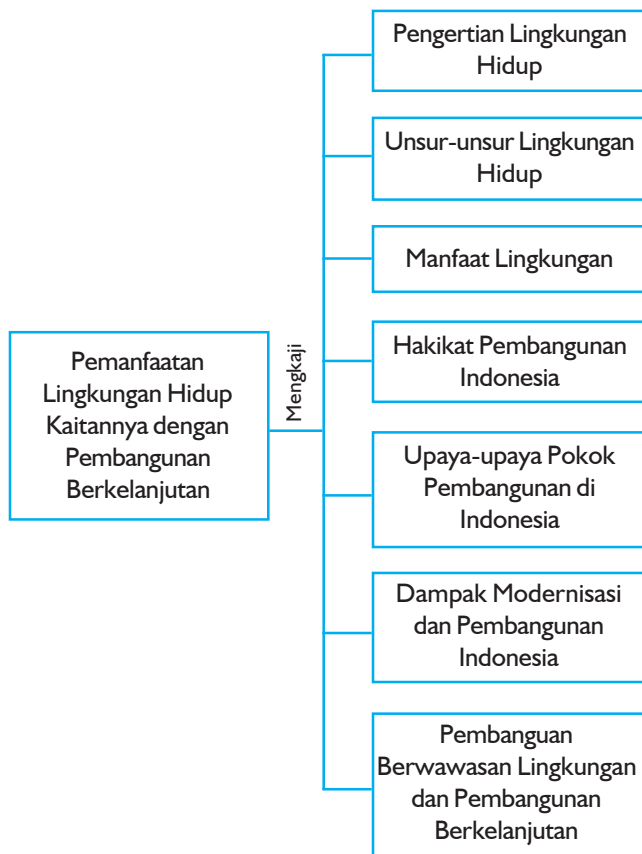 Pemanfaatan
Lingkungan Hidup
Kaitannya dengan
Pembangunan
Berkelanjutan
Mengkaji
Pengertian Lingkungan
Hidup
Unsur-unsur Lingkungan
Hidup
Manfaat Lingkungan
Hakikat Pembangunan
Indonesia
Upaya-upaya Pokok
Pembangunan di
Indonesia
Dampak Modernisasi
dan Pembangunan
Indonesia
Pembanguan
Berwawasan Lingkungan
dan Pembangunan
Berkelanjutan